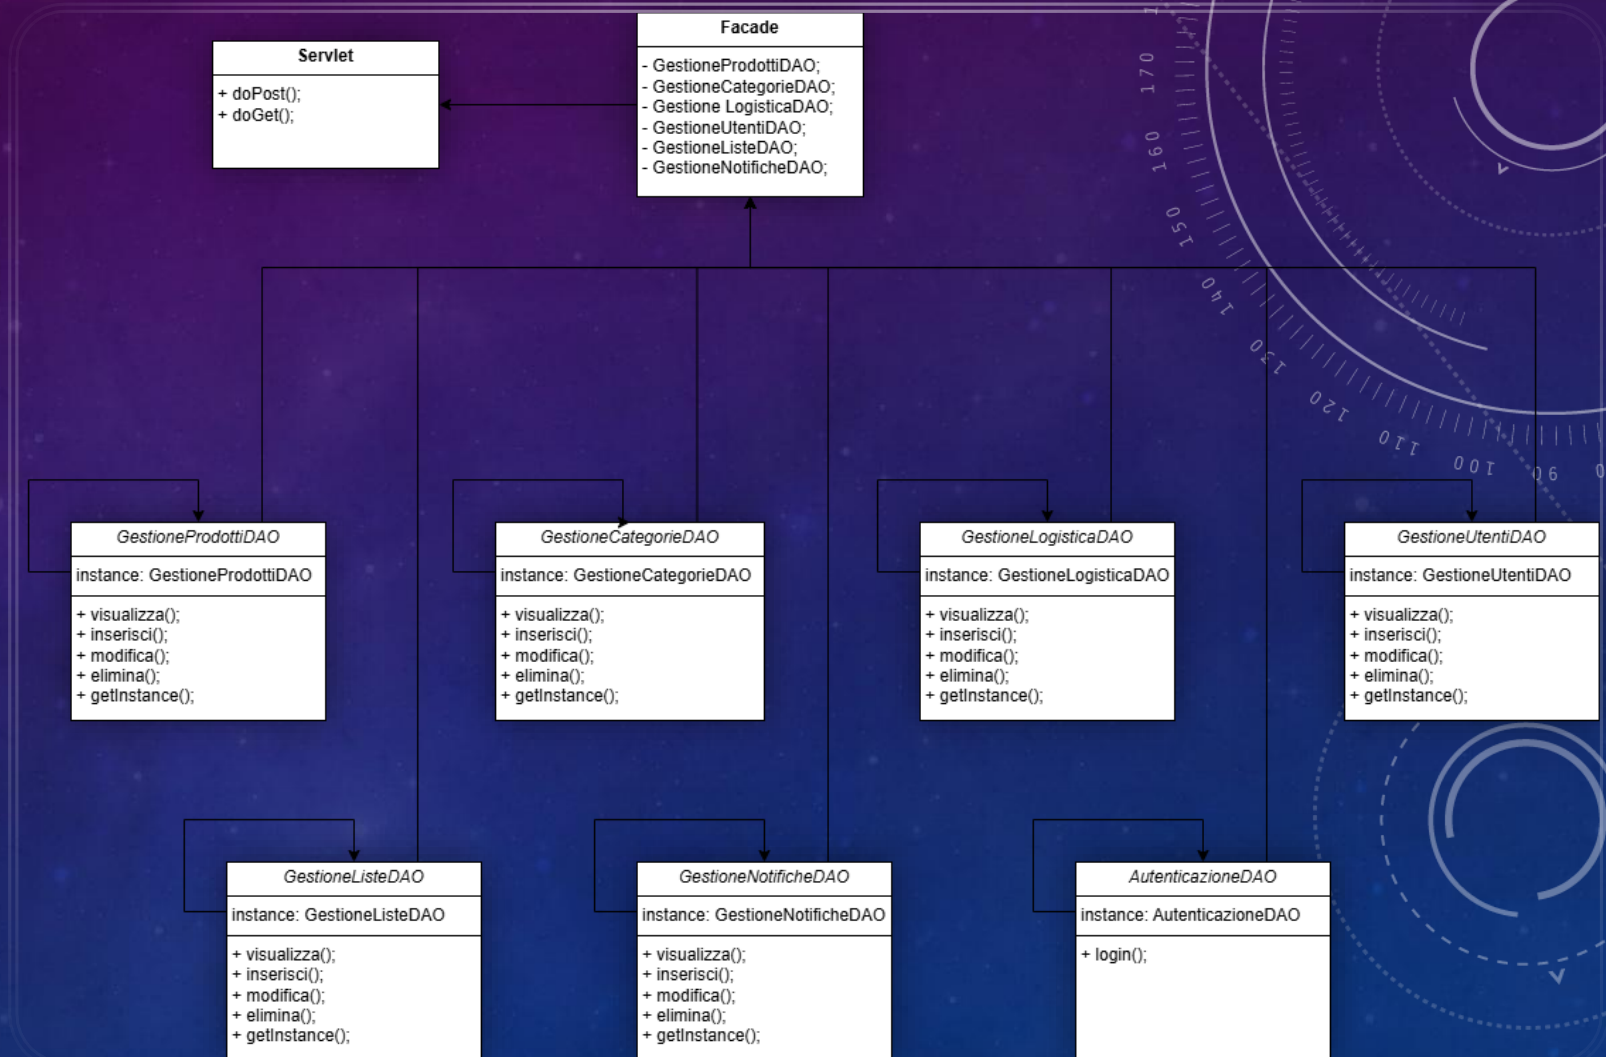 Servlet
+ doPost();
+ doGet();
Facade
- GestioneProdottiDAO;
- GestioneCategorieDAO;
- Gestione LogisticaDAO;
- GestioneUtentiDAO;
- GestioneListeDAO;
- GestioneNotificheDAO;
170
160
150
140
130
120
110
100
90
GestioneProdottiDAO
instance: GestioneProdottiDAO
+ visualizza();
+ inserisci();
+ modifica();
+ elimina();
+ getInstance();
GestioneCategorieDAO
instance: GestioneCategorieDAO
+ visualizza();
+ inserisci();
+ modifica();
+ elimina();
+ getInstance();
GestioneLogisticaDAO
instance: GestioneLogisticaDAO
+ visualizza();
+ inserisci();
+ modifica();
+ elimina();
+ getInstance();
GestioneUtentiDAO
instance: GestioneUtentiDAO
+ visualizza();
+ inserisci();
+ modifica();
+ elimina();
+ getInstance();
GestioneListeDAO
instance: GestioneListeDAO
+ visualizza();
+ inserisci();
+ modifica();
+ elimina();
+ getInstance();
GestioneNotificheDAO
instance: GestioneNotificheDAO
+ visualizza();
+ inserisci();
+ modifica();
+ elimina();
+ getInstance();
AutenticazioneDAO
instance: AutenticazioneDAO
+ login();